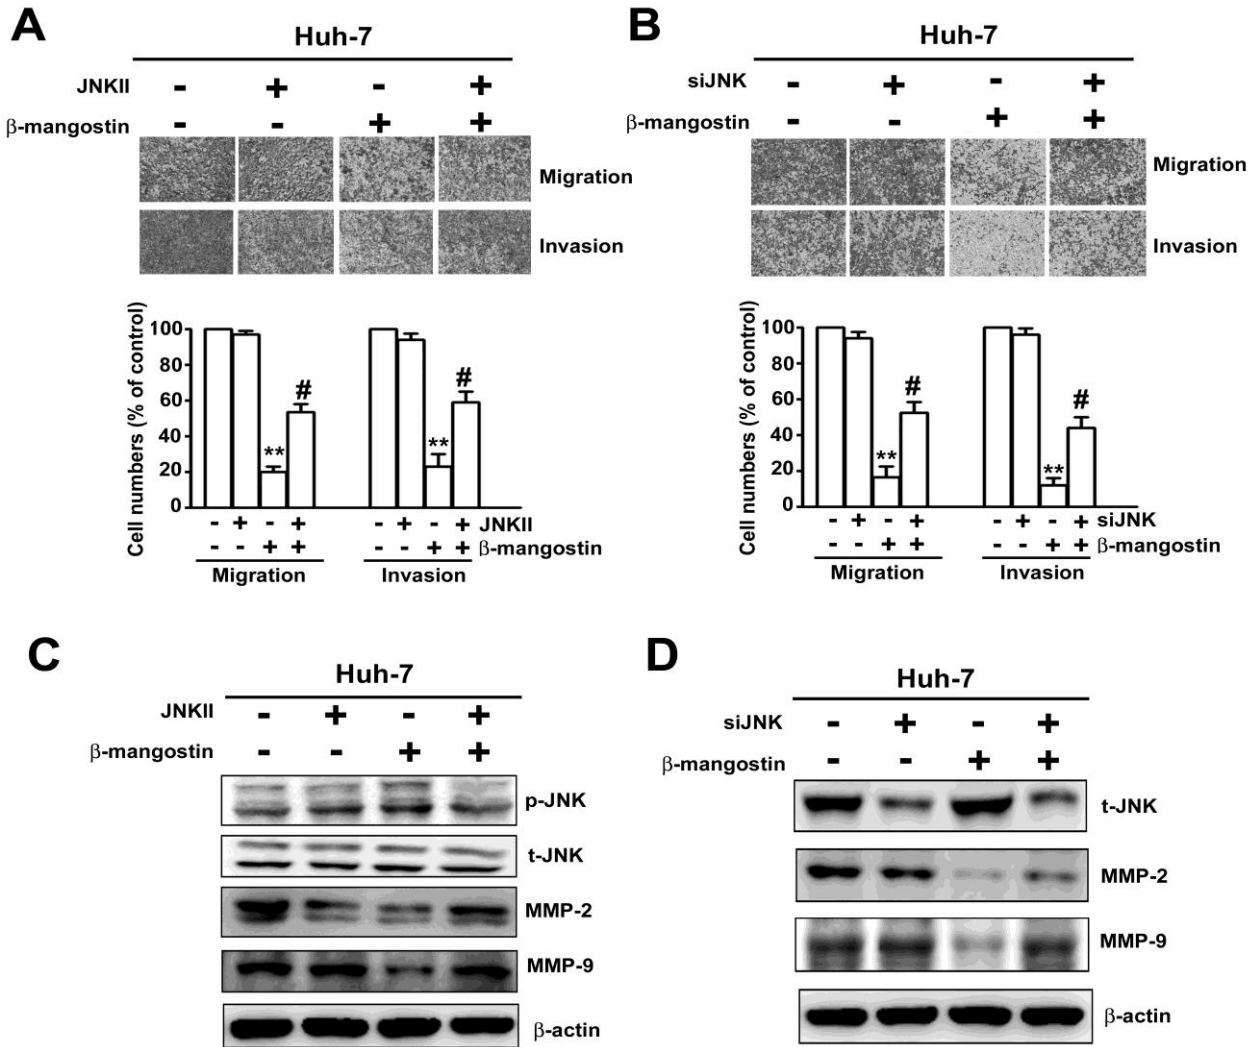 A
Huh-7
JNKII - + - +
β-mangostin - - + +
Migration
Invasion
Cell numbers (% of control)
100
80
60
40
20
0
** # ** #
- + - + - + - + JNKII
- - + + - - + + β-mangostin
Migration Invasion
B
Huh-7
siJNK - + - +
β-mangostin - - + +
Migration
Invasion
Cell numbers (% of control)
100
80
60
40
20
0
** # ** #
- + - + - + - + siJNK
- - + + - - + + β-mangostin
Migration Invasion
C
Huh-7
JNKII - + - +
β-mangostin - - + +
p-JNK
t-JNK
MMP-2
MMP-9
β-actin
D
Huh-7
siJNK - + - +
β-mangostin - - + +
t-JNK
MMP-2
MMP-9
β-actin